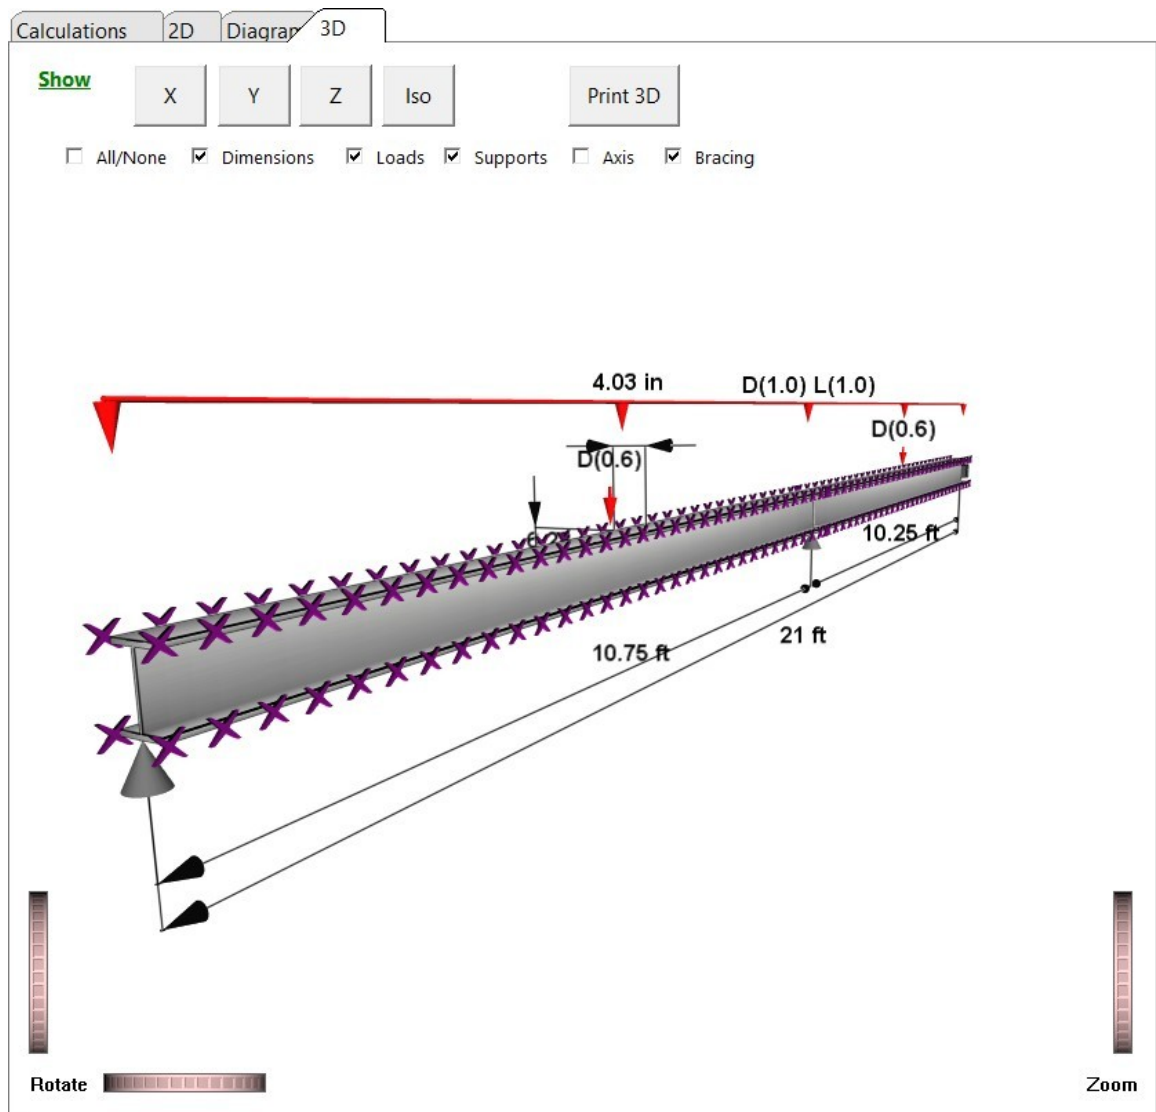 Calculations 2D Diagram 3D
Show X Y Z Iso Print 3D
All/None Dimensions Loads Supports Axis Bracing
4.03 in D(1.0) L(1.0)
D(0.6)
D(0.6)
10.25 ft
21 ft
10.75 ft
Rotate Zoom